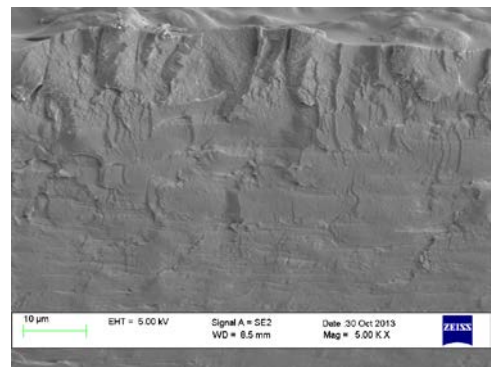 10 µm
EHT = 5.00 kV
Signal A = SE2
WD = 8.5 mm
Date :30 Oct 2013
Mag = 5.00 K X
ZEISS